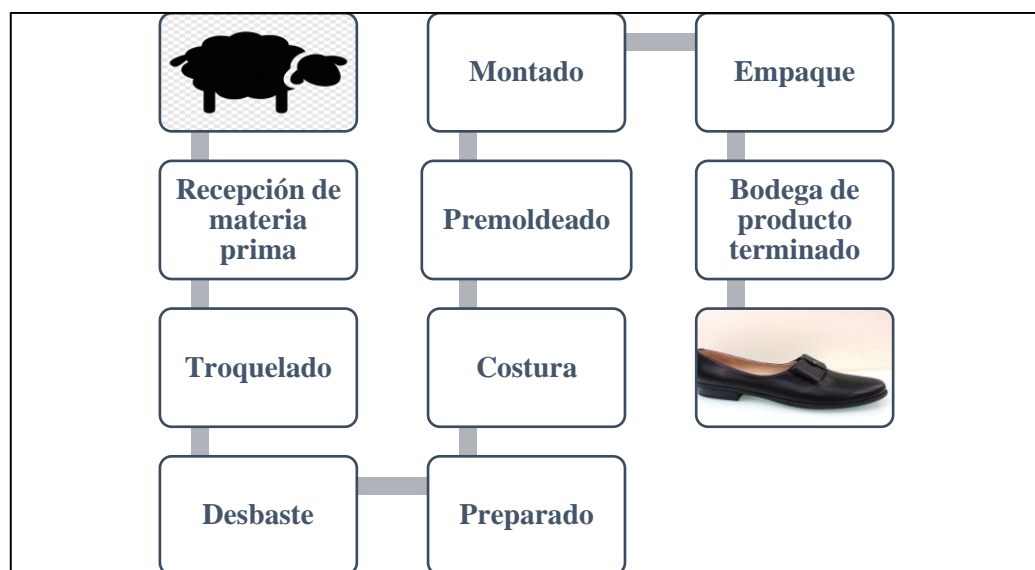 Recepción de
materia
prima
Troquelado
Desbaste
Preparado
Costura
Premoldeado
Montado
Empaque
Bodega de
producto
terminado